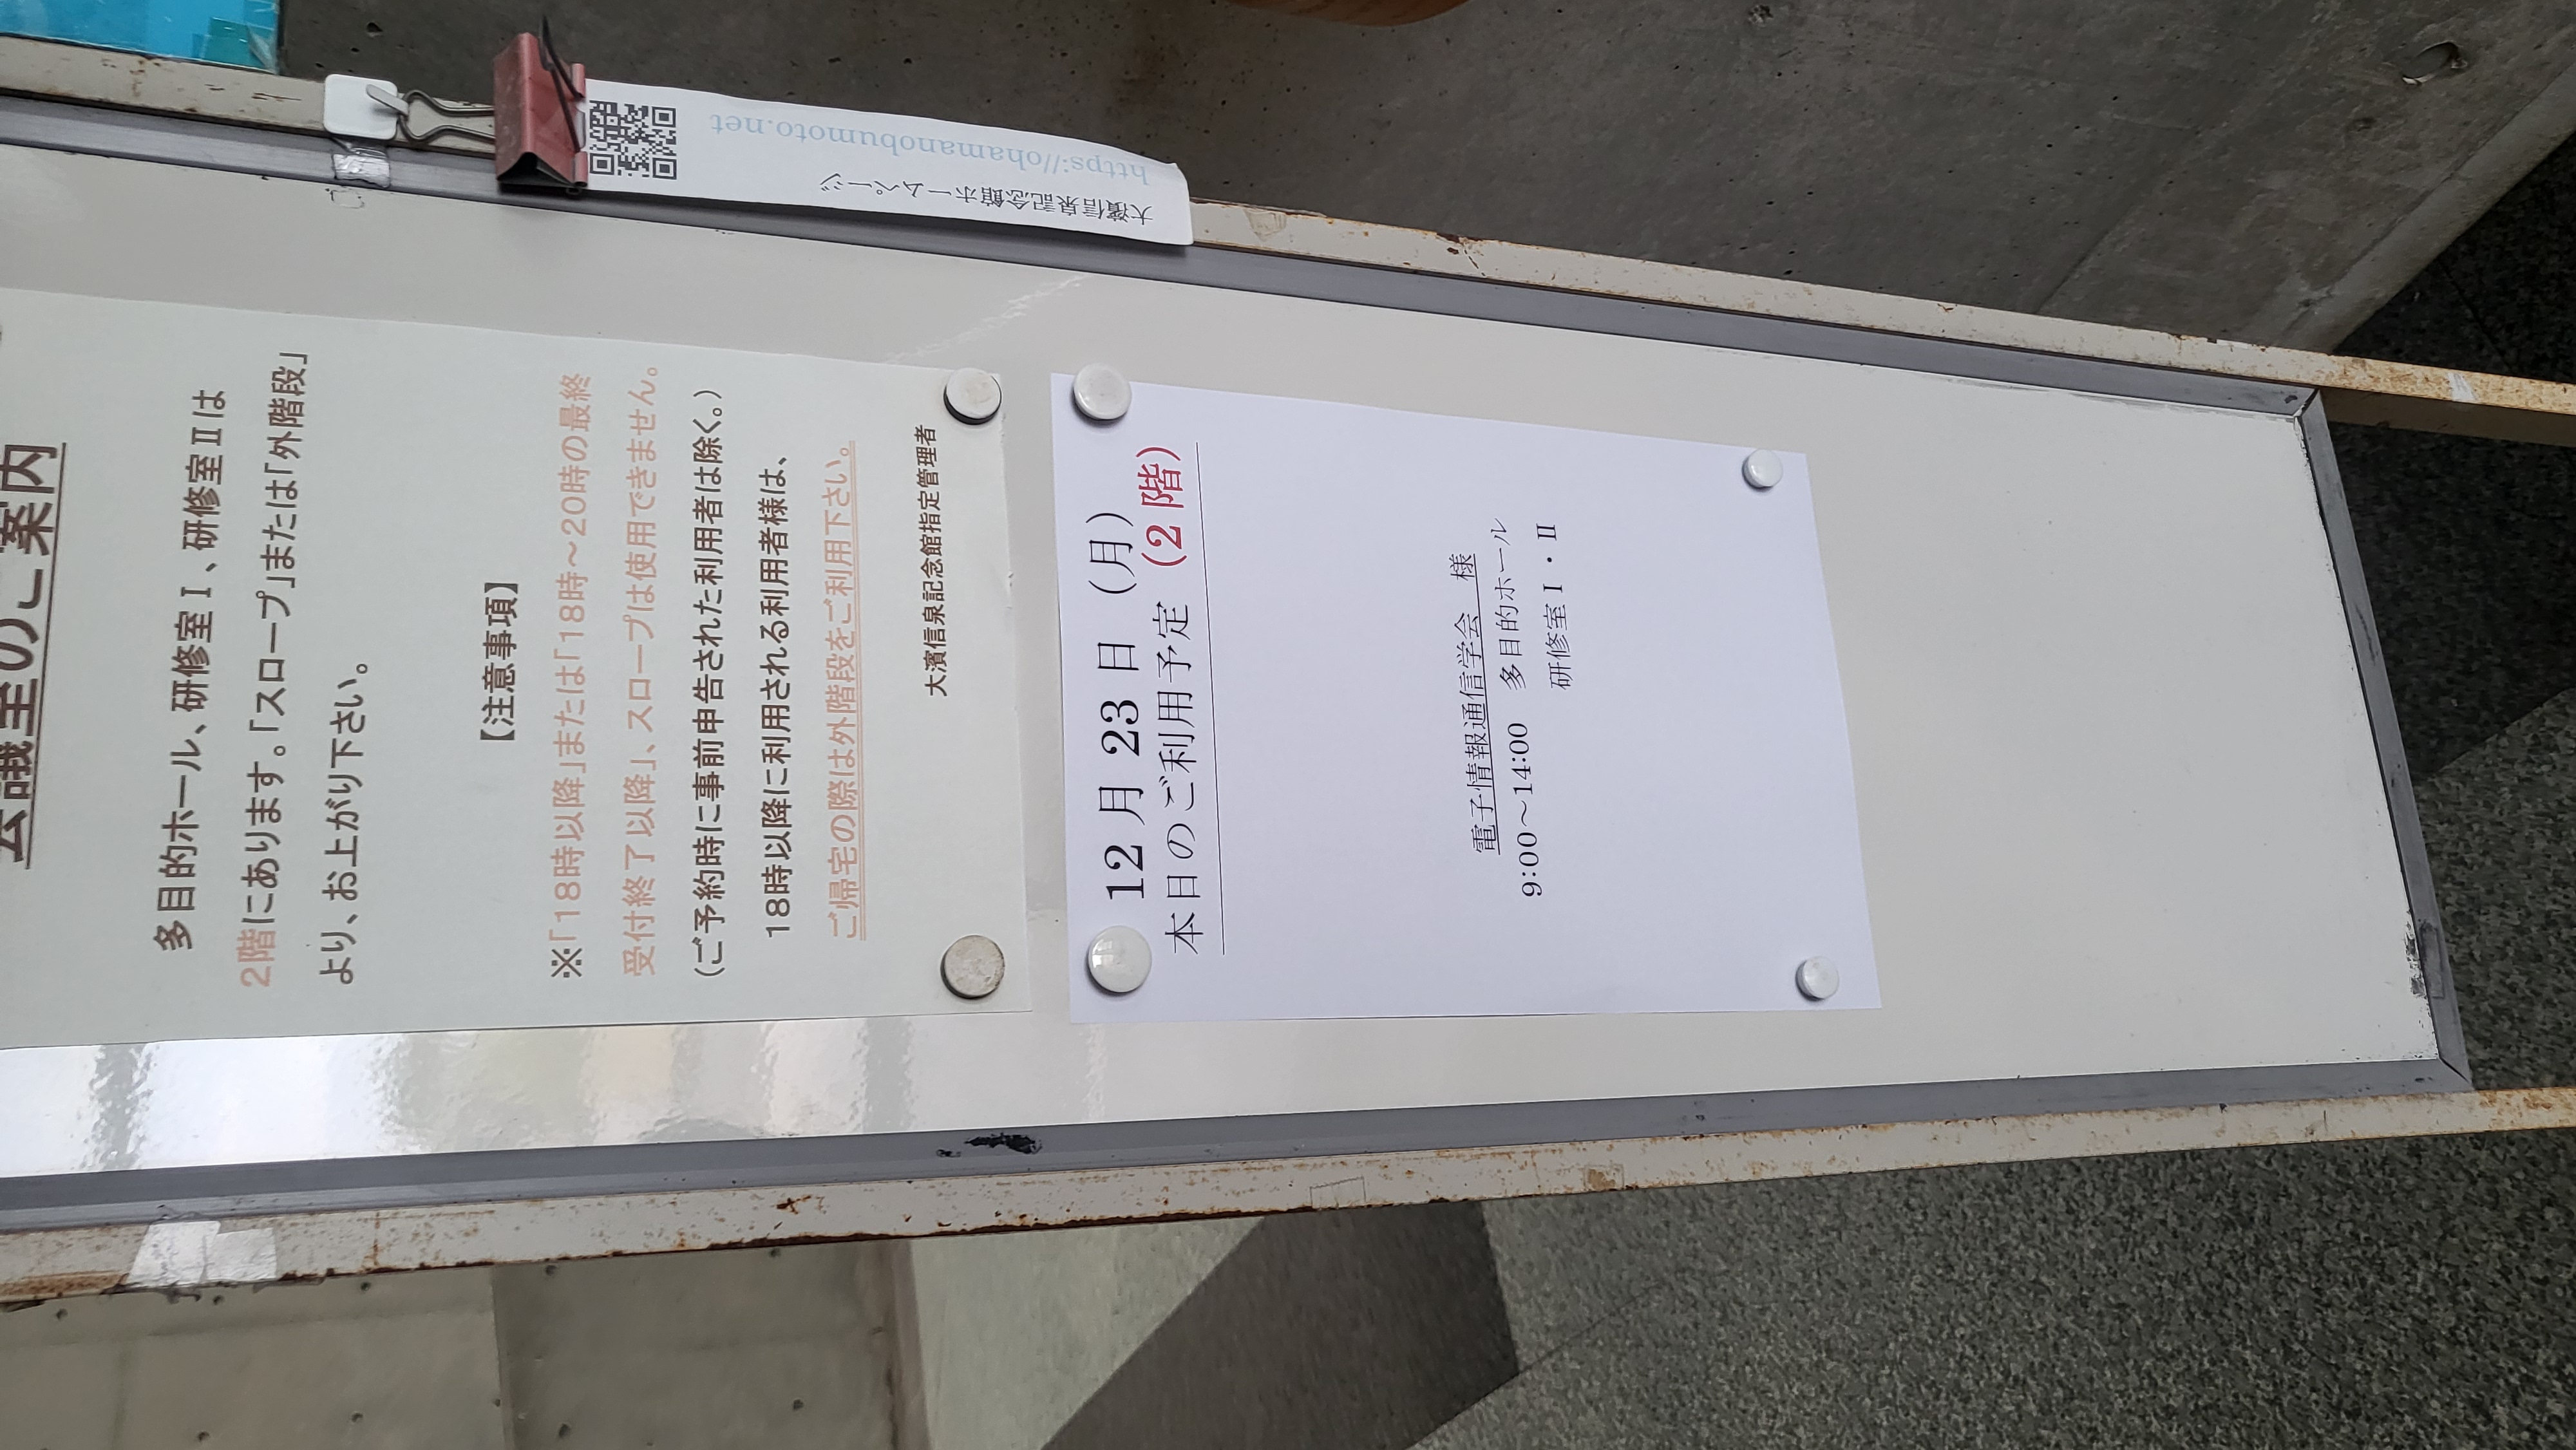 会議室のご案内
多目的ホール、研修室Ⅰ、研修室Ⅱは
2階にあります。「スロープ」または「外階段」
より、お上がり下さい。
【注意事項】
※「18時以降」または「18時～20時の最終
受付終了以降」、スロープは使用できません。
(ご予約時に事前申告された利用者は除く。)
18時以降に利用される利用者様は、
ご帰宅の際は外階段をご利用下さい。
大濱信泉記念館指定管理者
12月23日（月）
本日のご利用予定（2階）
電子情報通信学会　様
9:00～14:00　多目的ホール
研修室Ⅰ・Ⅱ
大濱信泉記念館ホームページ
https://ohamanobumoto.net